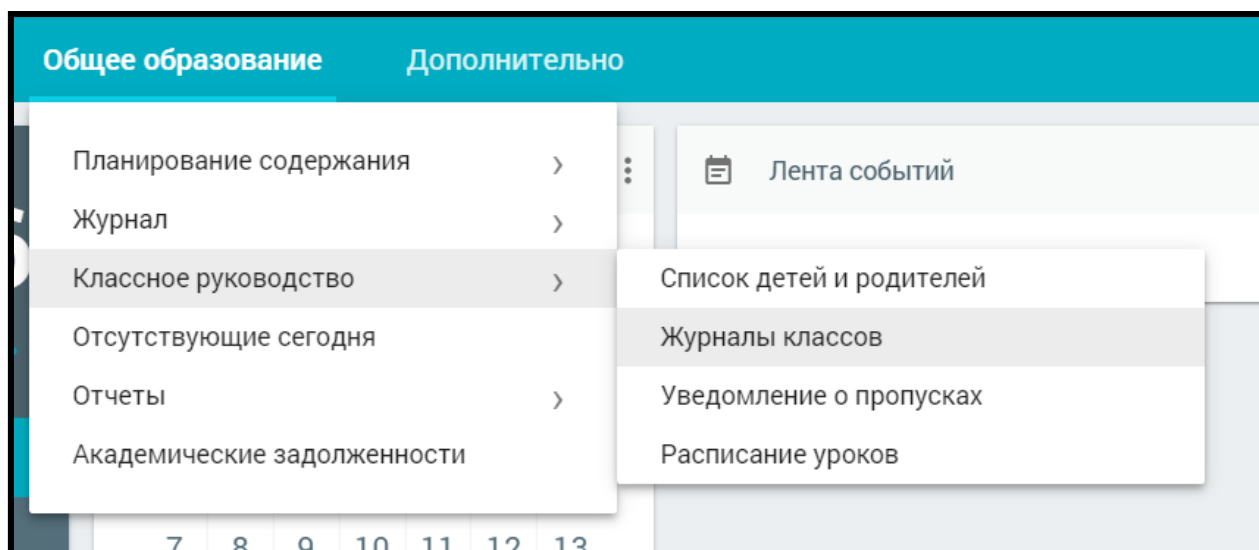 Общее образование Дополнительно
Планирование содержания
Журнал
Классное руководство
Отсутствующие сегодня
Отчеты
Академические задолженности
Лента событий
Список детей и родителей
Журналы классов
Уведомление о пропусках
Расписание уроков
7 8 9 10 11 12 13